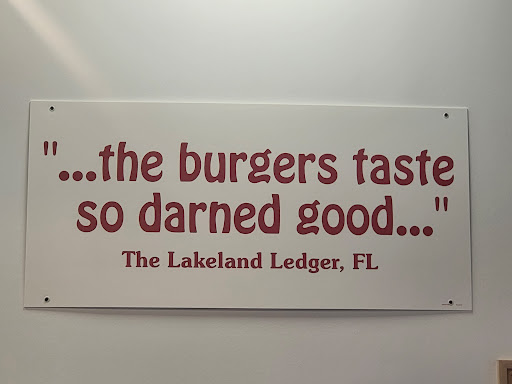 "...the burgers taste
so darned good..."
The Lakeland Ledger, FL